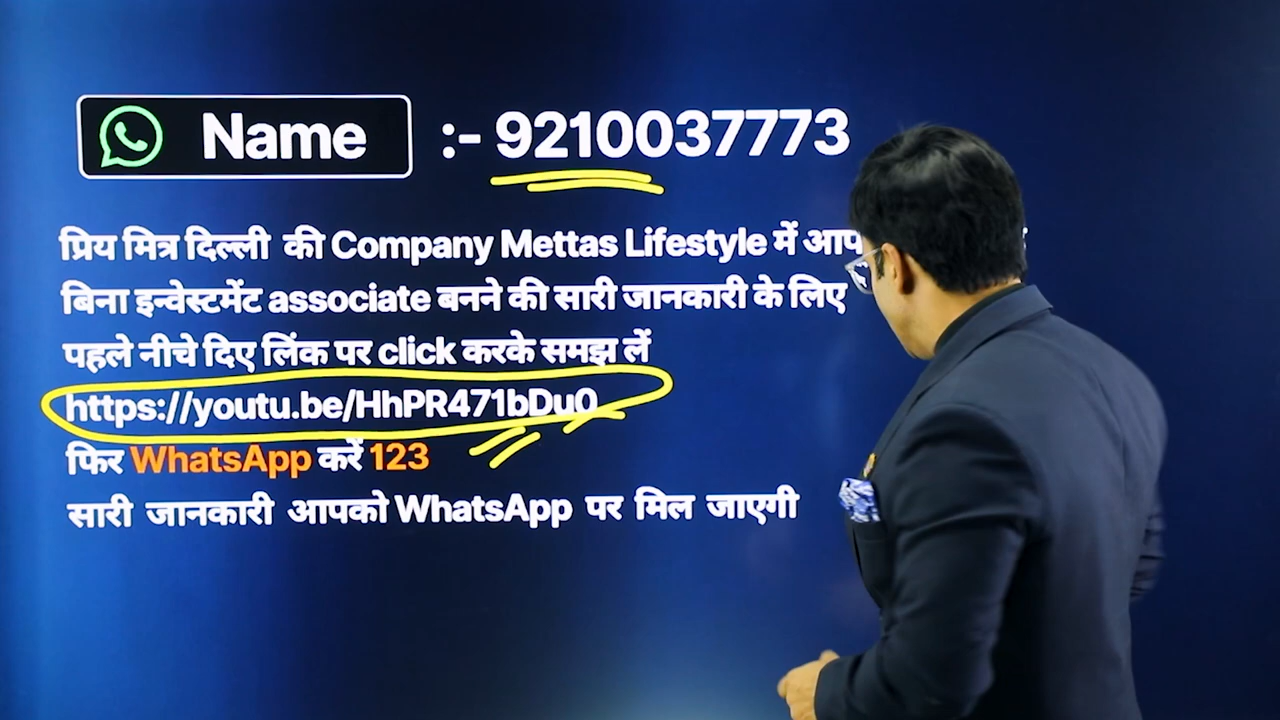 Name :- 9210037773
प्रिय मित्र दिल्ली की Company Mettas Lifestyle में आप
बिना इन्वेस्टमेंट associate बनने की सारी जानकारी के लिए
पहले नीचे दिए लिंक पर click करके समझ लें
https://youtu.be/HhPR471bDu0
फिर WhatsApp करें 123
सारी जानकारी आपको WhatsApp पर मिल जाएगी